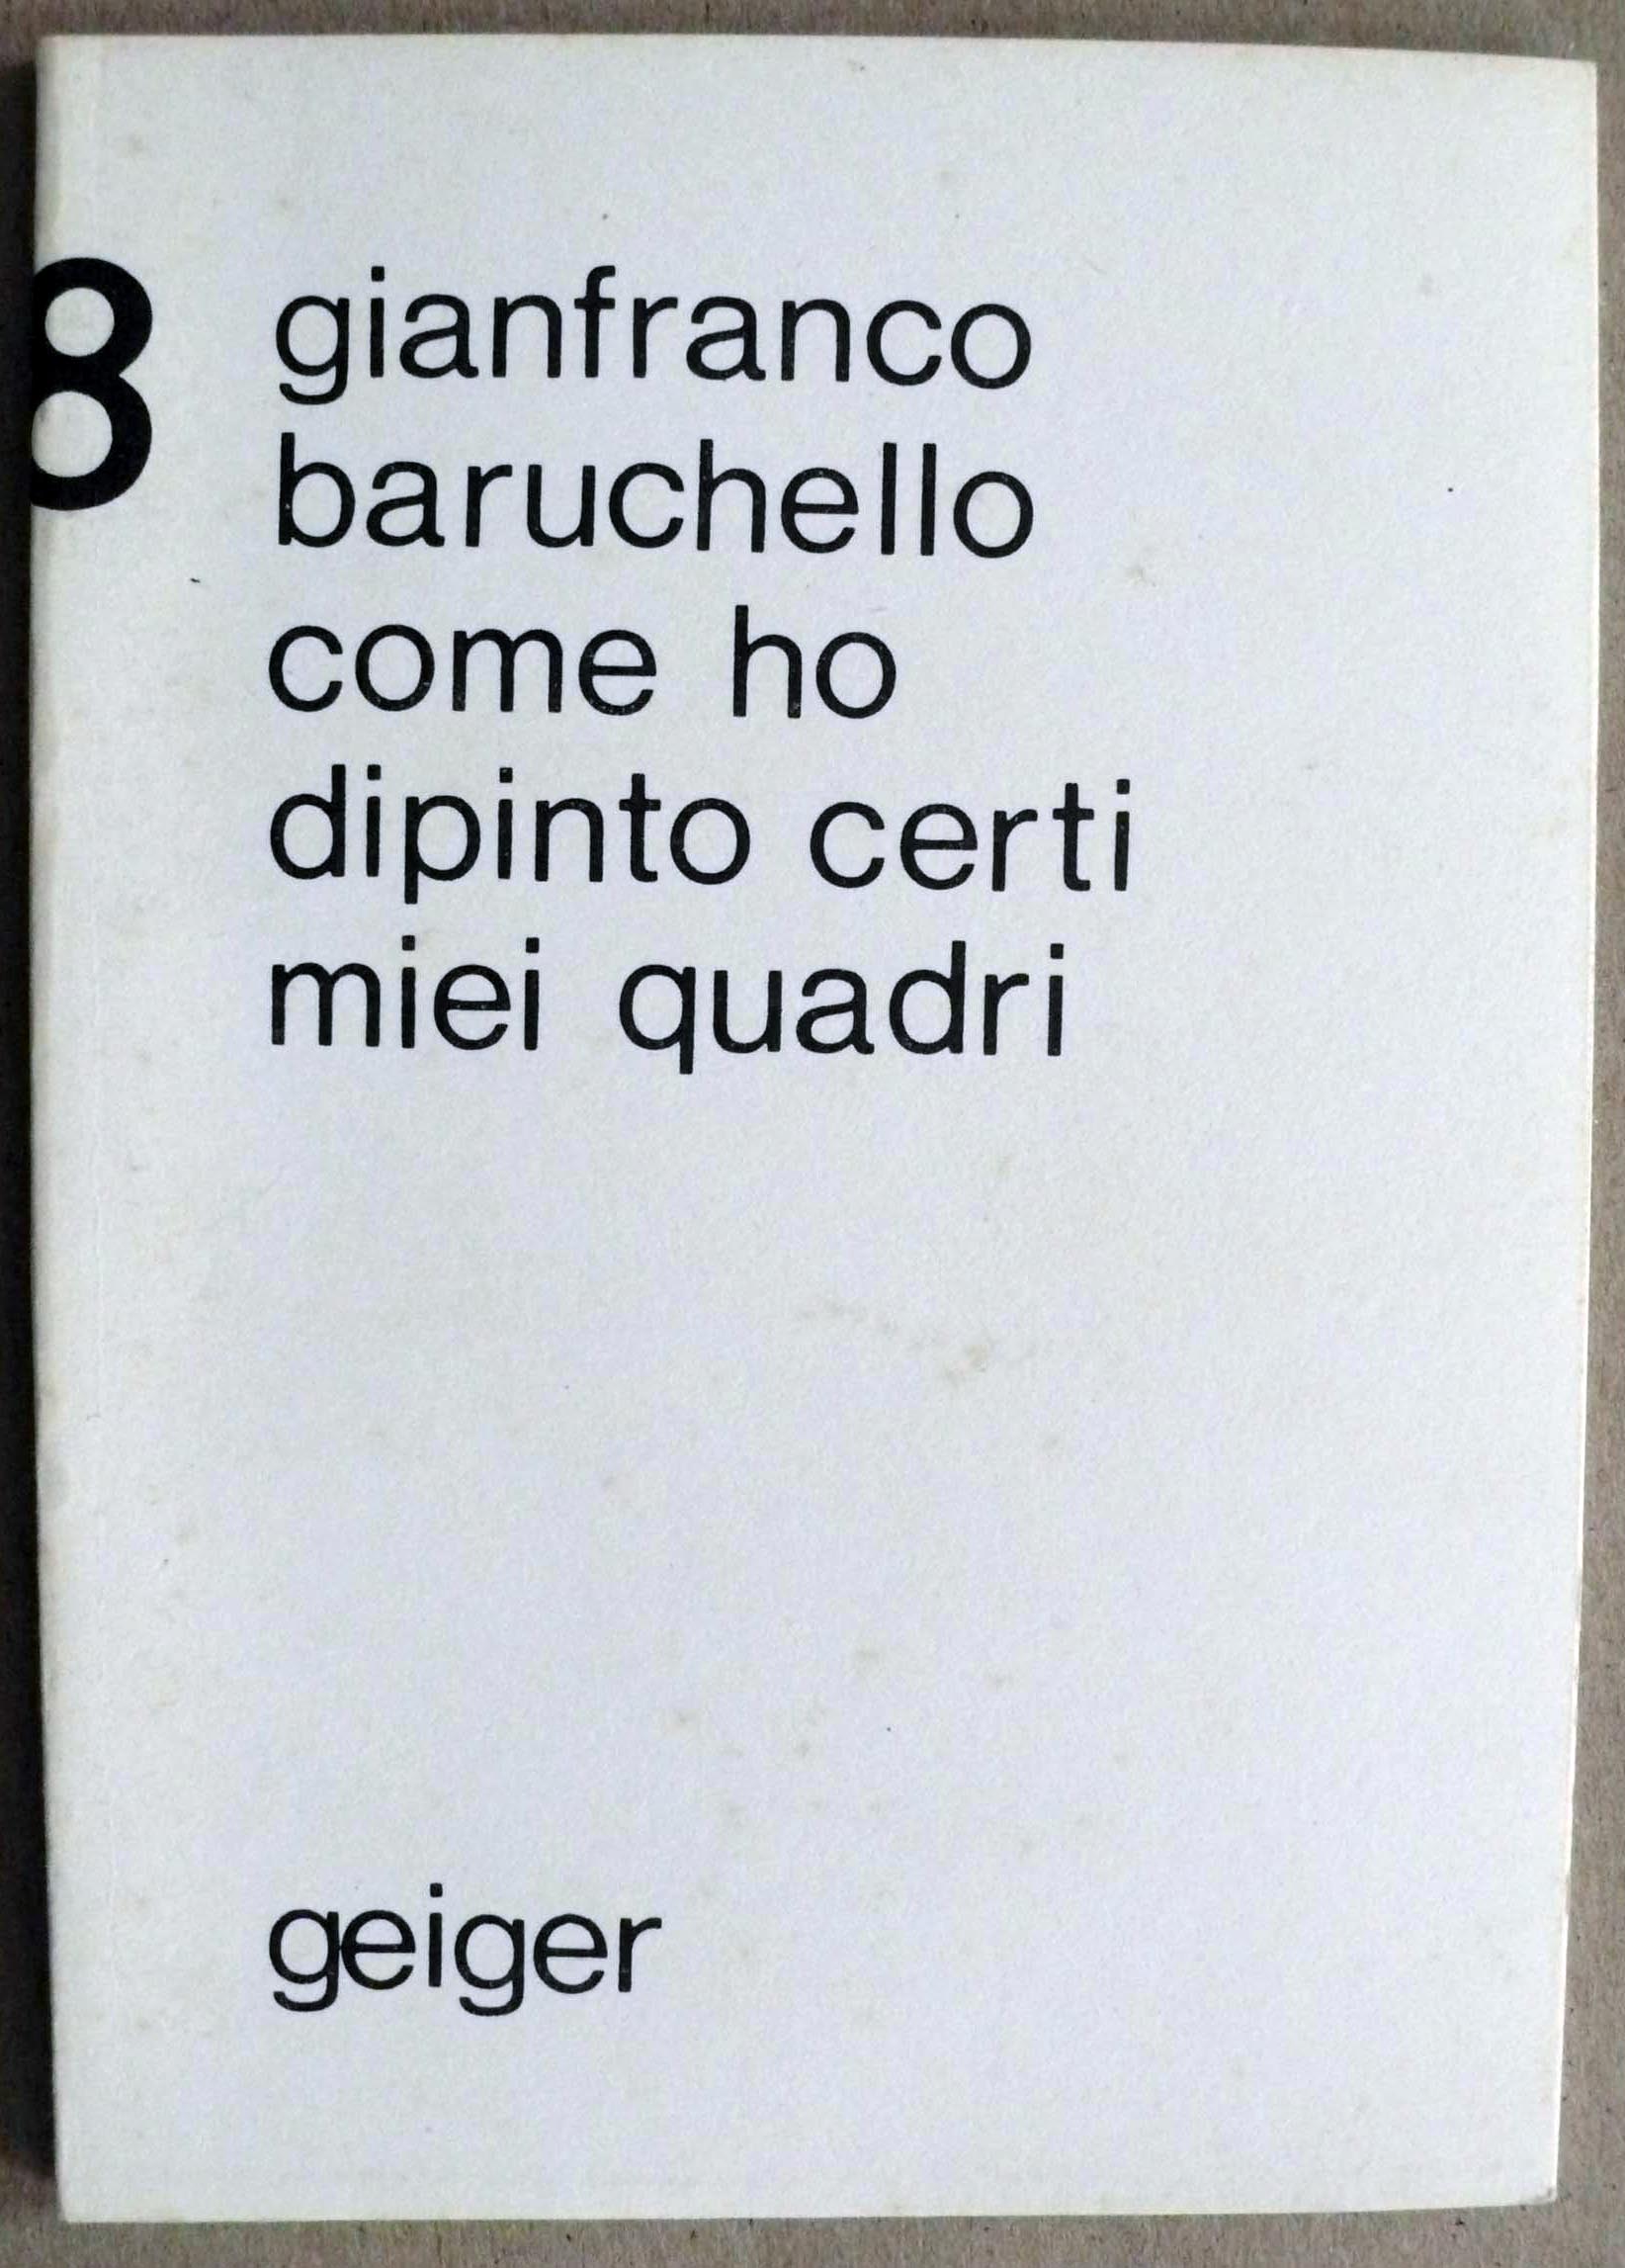 8
gianfranco
baruchello
come ho
dipinto certi
miei quadri
geiger